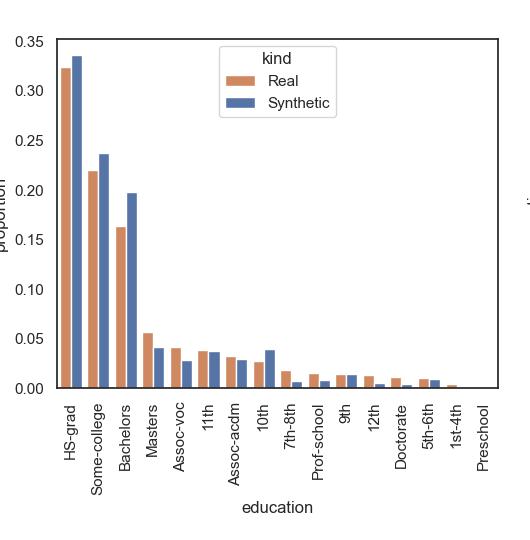 kind
Real
Synthetic
0.35
0.30
0.25
0.20
0.15
0.10
0.05
0.00
proportion
HS-grad
Some-college
Bachelors
Masters
Assoc-voc
11th
Assoc-acdm
10th
7th-8th
Prof-school
9th
12th
Doctorate
5th-6th
1st-4th
Preschool
education